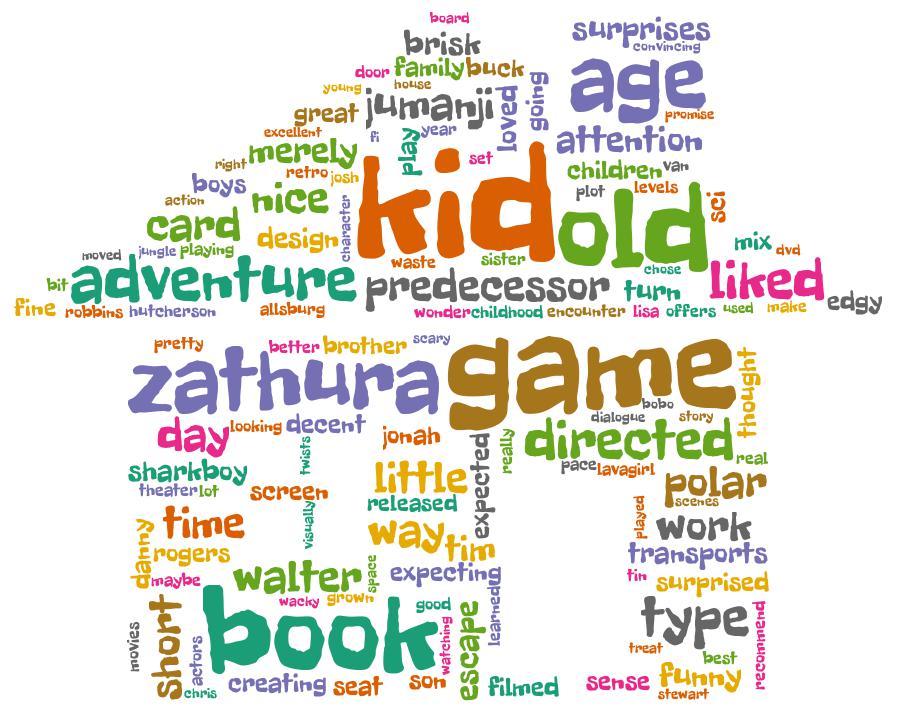 board
surprises
brisk
convincing
door family buck
age
young house
jumanji
loved
going
great
promise
excellent
fi
play
year
attention
right
merely
set
kid
retro josh
children van
boys
plot
levels
action
nice
character
old
sci
card
design
mix
dvd
moved
jungle playing
waste
sister
chose
bit
adventure
predecessor
turn
liked
edgy
fine
robbins hutcherson
allsburg
wonder childhood encounter lisa offers used make
pretty
better brother scary
zathura
game
thought
bobo
dialogue
story
day
looking decent
jonah
expected
really
directed
twists
real
sharkboy
little
pace lavagirl
polar
theater lot
screen
released
scenes
time
visually
way
played
work
danny
rogers
tim
transports
maybe
walter
space
expecting
tin
surprised
wacky
grown
good
learned
type
recommend
short
book
escape
movies
actors
watching
treat
best
chris
creating seat son
filmed
sense
funny
stewart